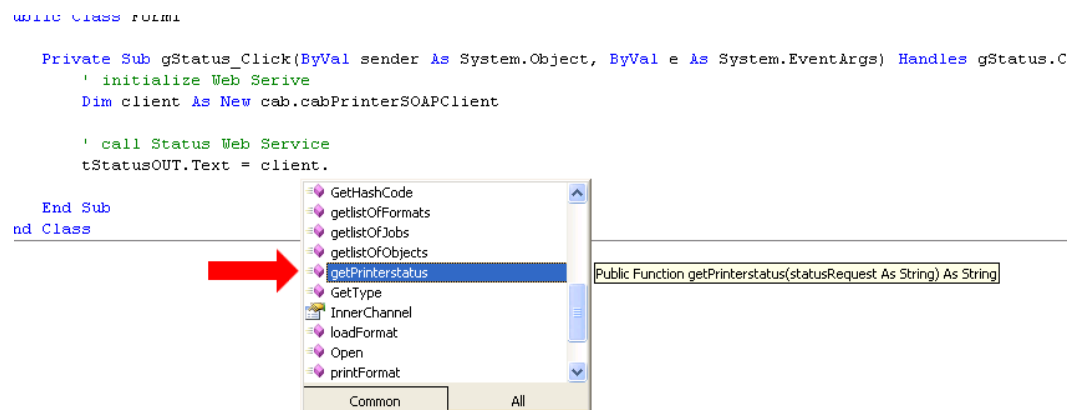 ublic Class Form1
Private Sub gStatus_Click(ByVal sender As System.Object, ByVal e As System.EventArgs) Handles gStatus.C
' initialize Web Serive
Dim client As New cab.cabPrinterSOAPClient
' call Status Web Service
tStatusOUT.Text = client.
GetHashCode
End Sub
getlistOfFormats
nd Class
getlistOfJobs
getlistOfObjects
getPrinterstatus
Public Function getPrinterstatus(statusRequest As String) As String
GetType
InnerChannel
loadFormat
Open
printFormat
Common All